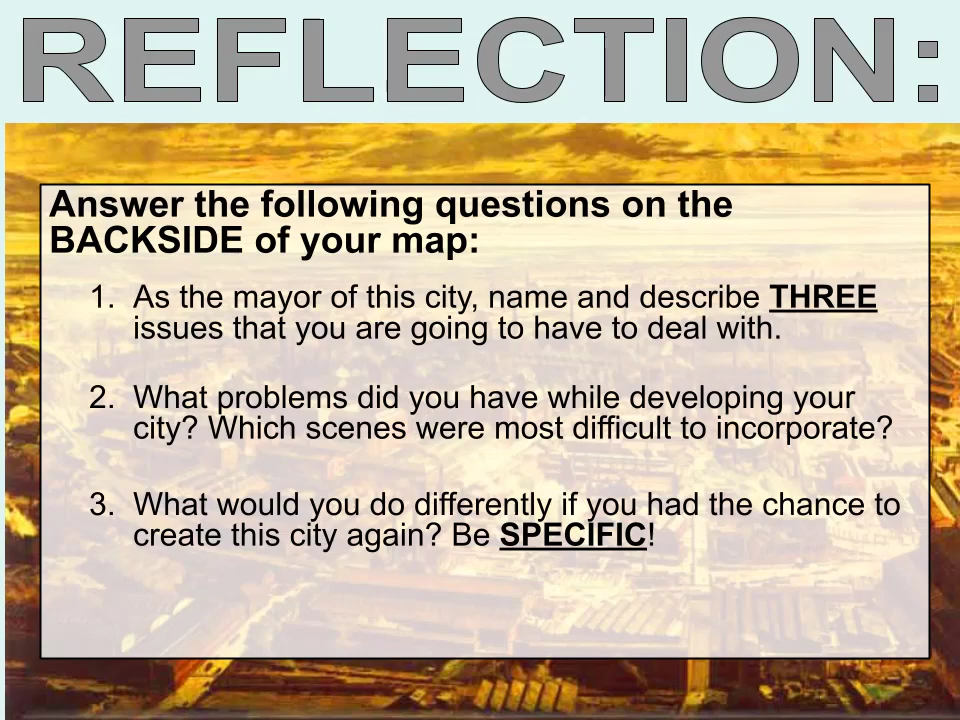 REFLECTION:
Answer the following questions on the
BACKSIDE of your map:
1. As the mayor of this city, name and describe THREE
issues that you are going to have to deal with.
2. What problems did you have while developing your
city? Which scenes were most difficult to incorporate?
3. What would you do differently if you had the chance to
create this city again? Be SPECIFIC!